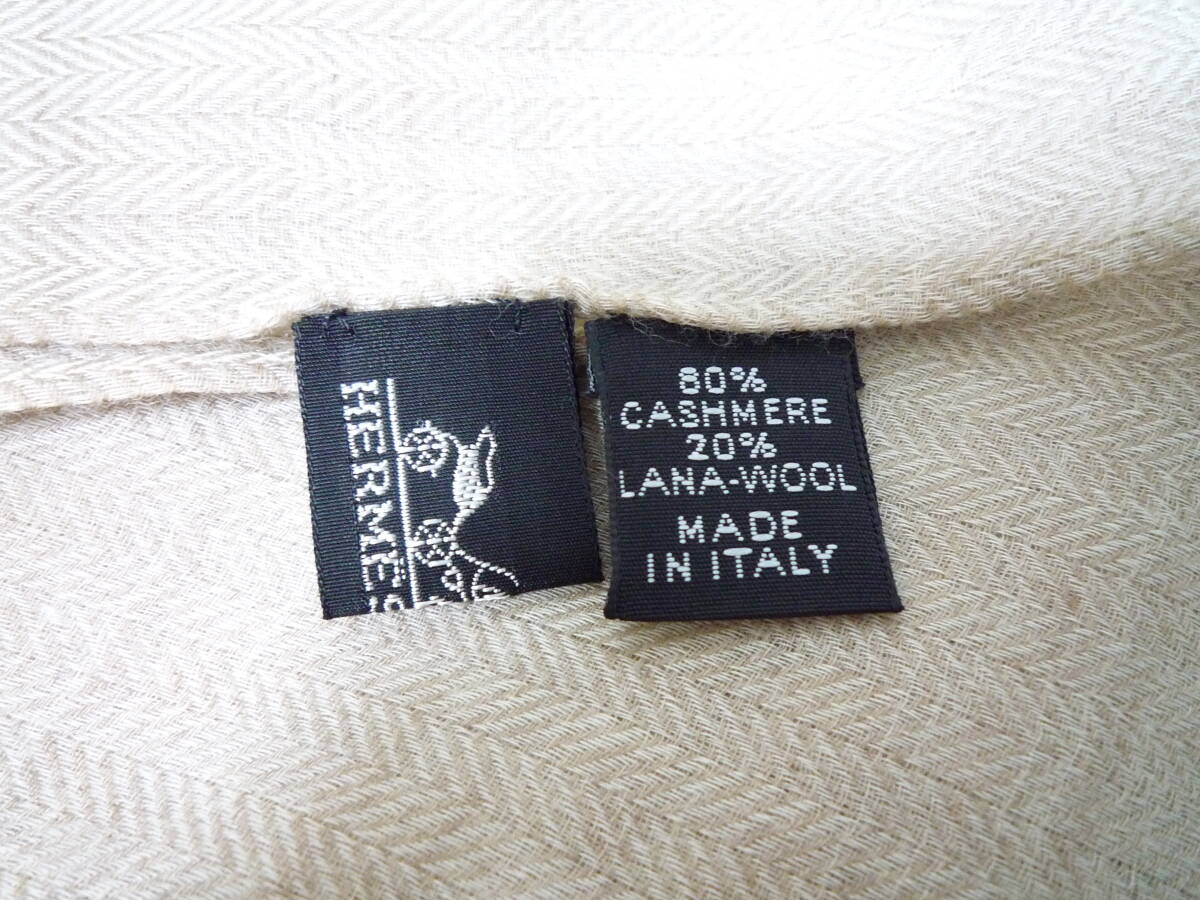 HERMES
80%
CASHMERE
20%
LANA-WOOL
MADE
IN ITALY